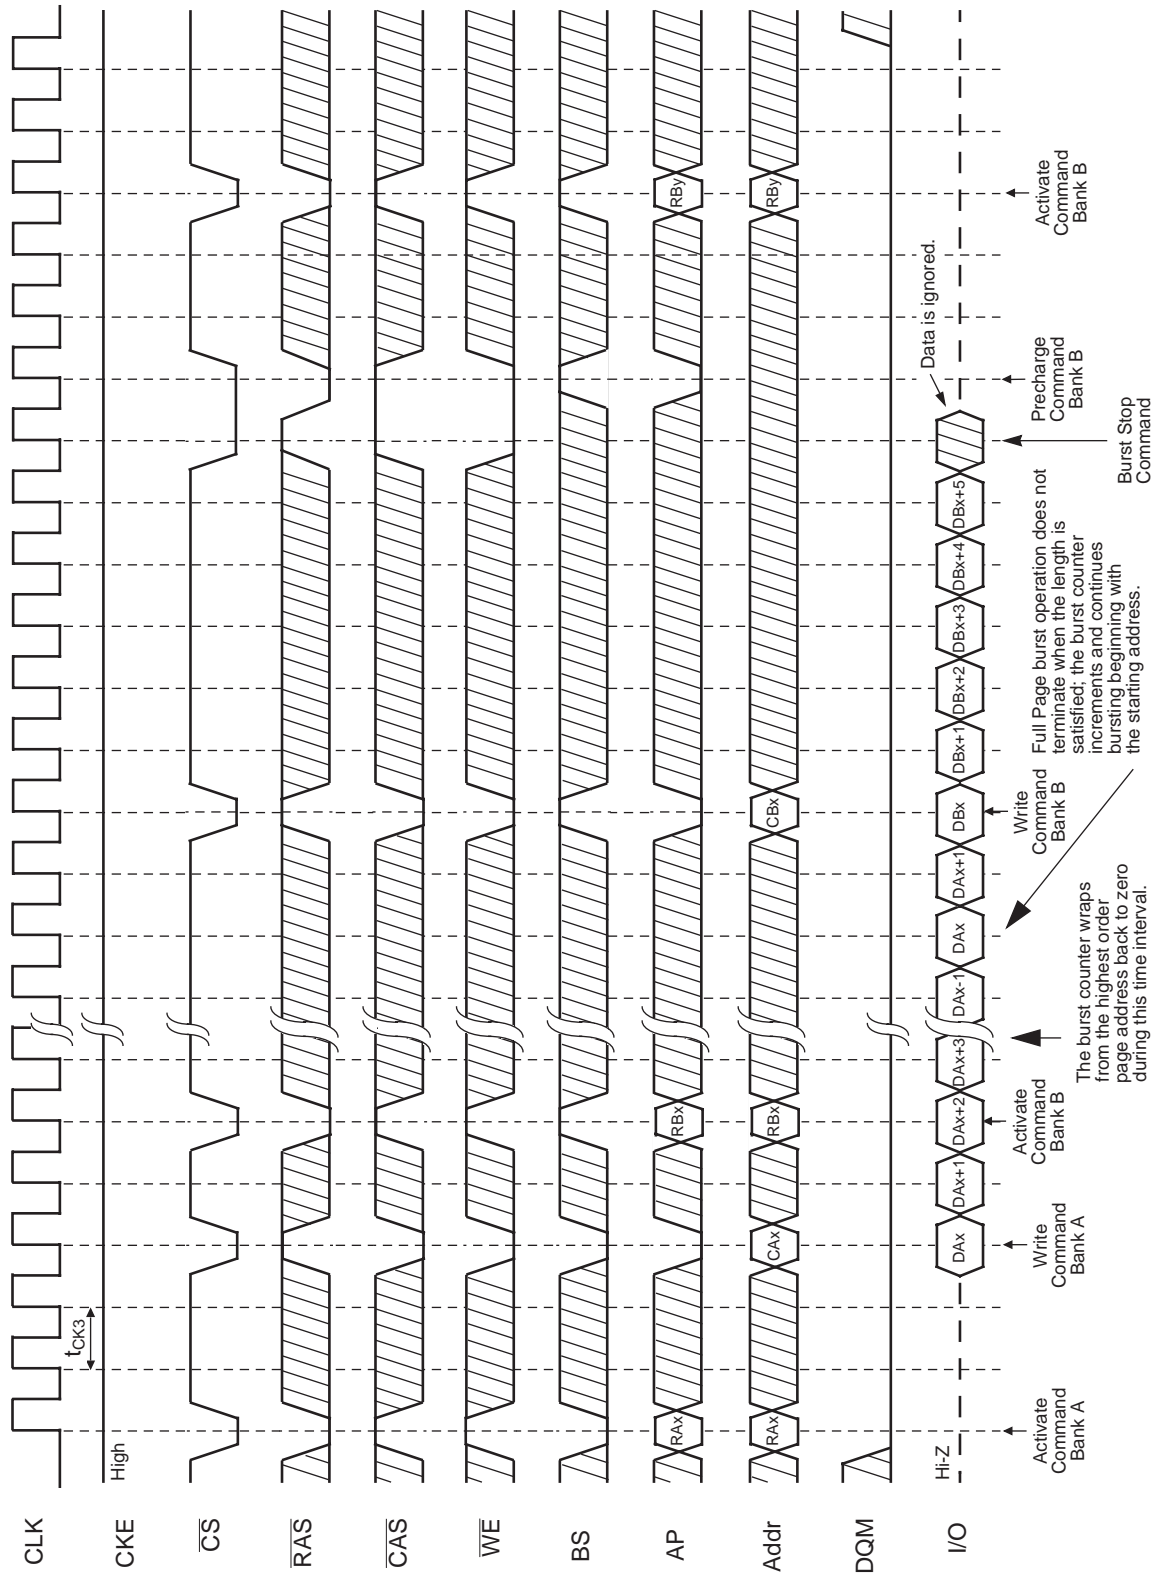 CLK
CKE
High
CS
RAS
CAS
WE
BS
AP
RAx
RBx
RBy
Addr
RAx
CAx
RBx
CBx
RBy
DQM
I/O
Hi-Z
DAx
DAx+1
DAx+2
DAx+3
DAx-1
DAx
DAx+1
DBx
DBx+1
DBx+2
DBx+3
DBx+4
DBx+5
tCK3
Data is ignored.
Activate
Command
Bank A
Write
Command
Bank A
Activate
Command
Bank B
The burst counter wraps
from the highest order
page address back to zero
during this time interval.
Write
Command
Bank B
Full Page burst operation does not
terminate when the length is
satisfied; the burst counter
increments and continues
bursting beginning with
the starting address.
Burst Stop
Command
Precharge
Command
Bank B
Activate
Command
Bank B